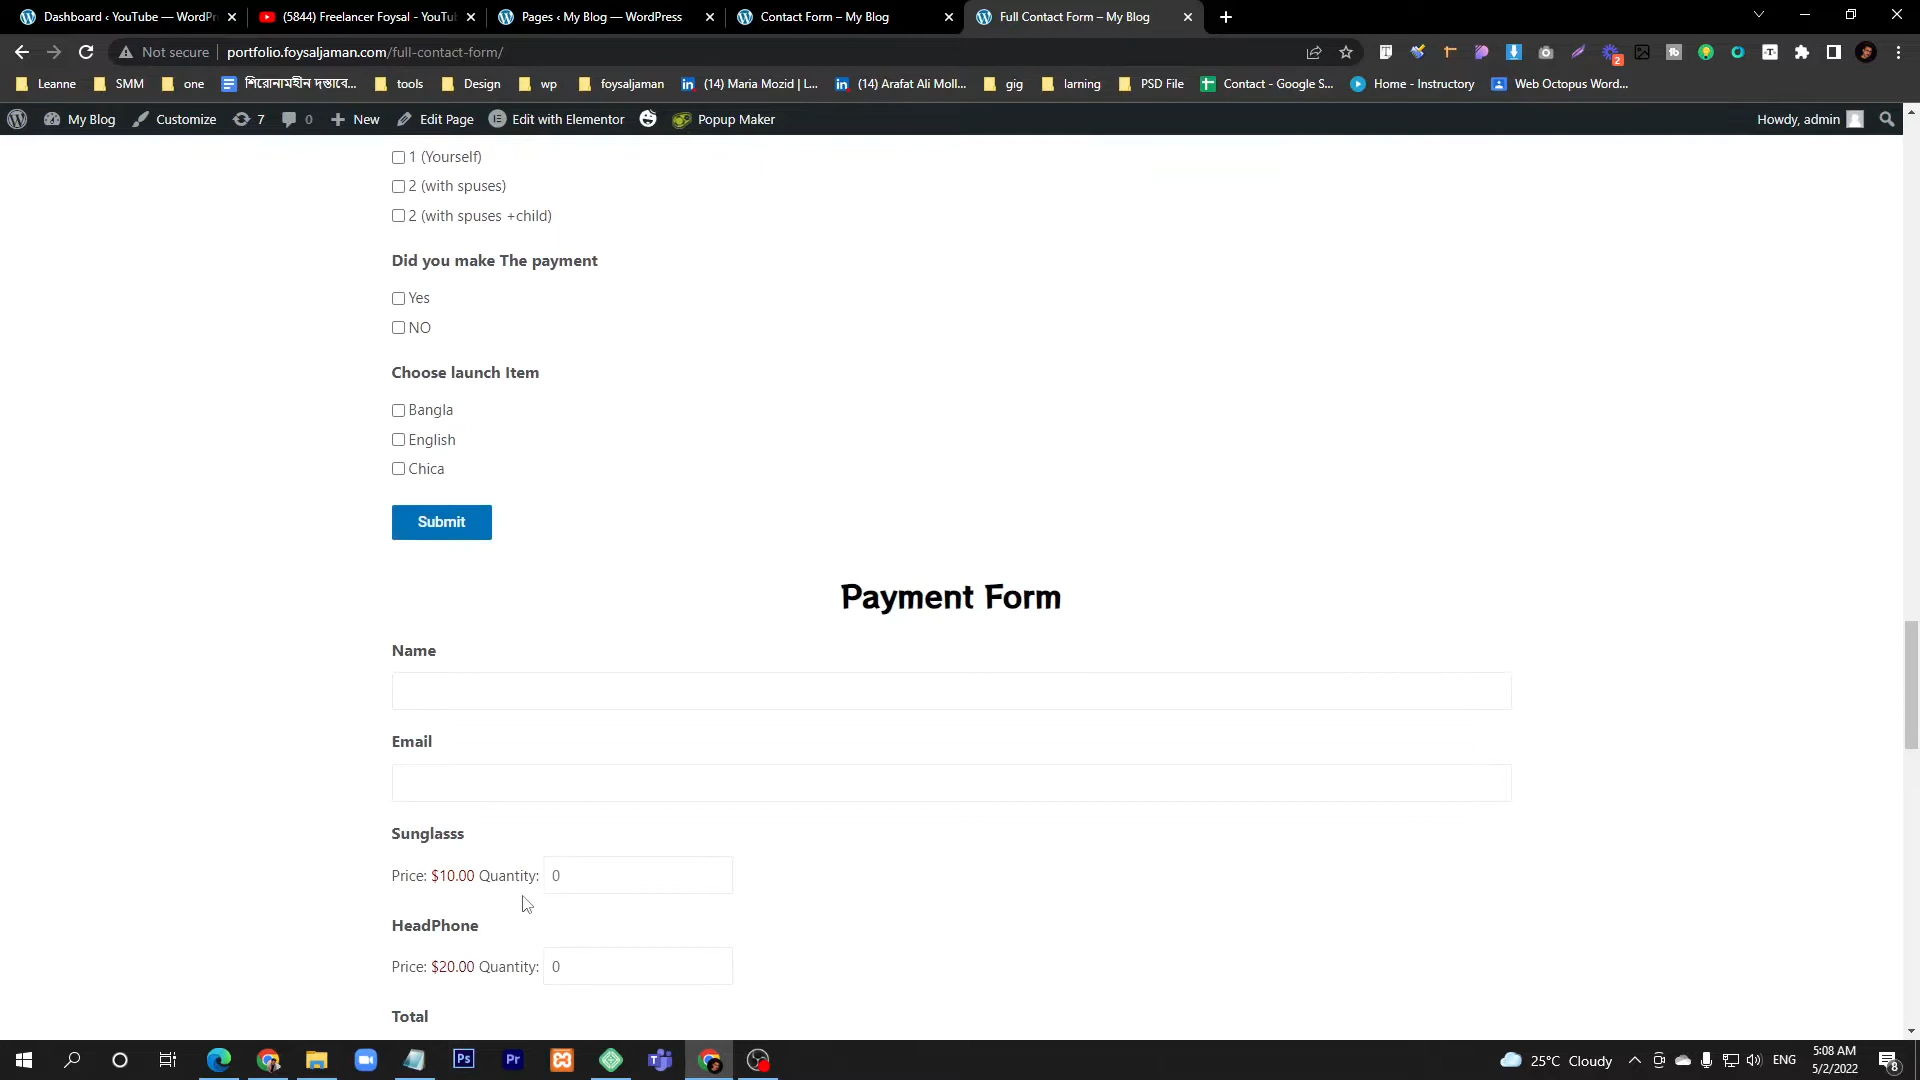 Dashboard ‹ YouTube — WordPr
(5844) Freelancer Foysal - YouTu
Pages ‹ My Blog — WordPress
Contact Form – My Blog
Full Contact Form – My Blog
Not secure
portfolio.foysaljaman.com/full-contact-form/
2
Leanne
SMM
one
শিরোনামহীন দস্তাবে...
tools
Design
wp
foysaljaman
(14) Maria Mozid | L...
(14) Arafat Ali Moll...
gig
larning
PSD File
Contact - Google S...
Home - Instructory
Web Octopus Word...
My Blog
Customize
7
0
New
Edit Page
Edit with Elementor
Popup Maker
Howdy, admin
1 (Yourself)
2 (with spuses)
2 (with spuses +child)
Did you make The payment
Yes
NO
Choose launch Item
Bangla
English
Chica
Submit
Payment Form
Name
Email
Sunglasss
Price: $10.00 Quantity: 0
HeadPhone
Price: $20.00 Quantity: 0
Total
Ps
Pr
25°C Cloudy
ENG
5:08 AM
5/2/2022
8